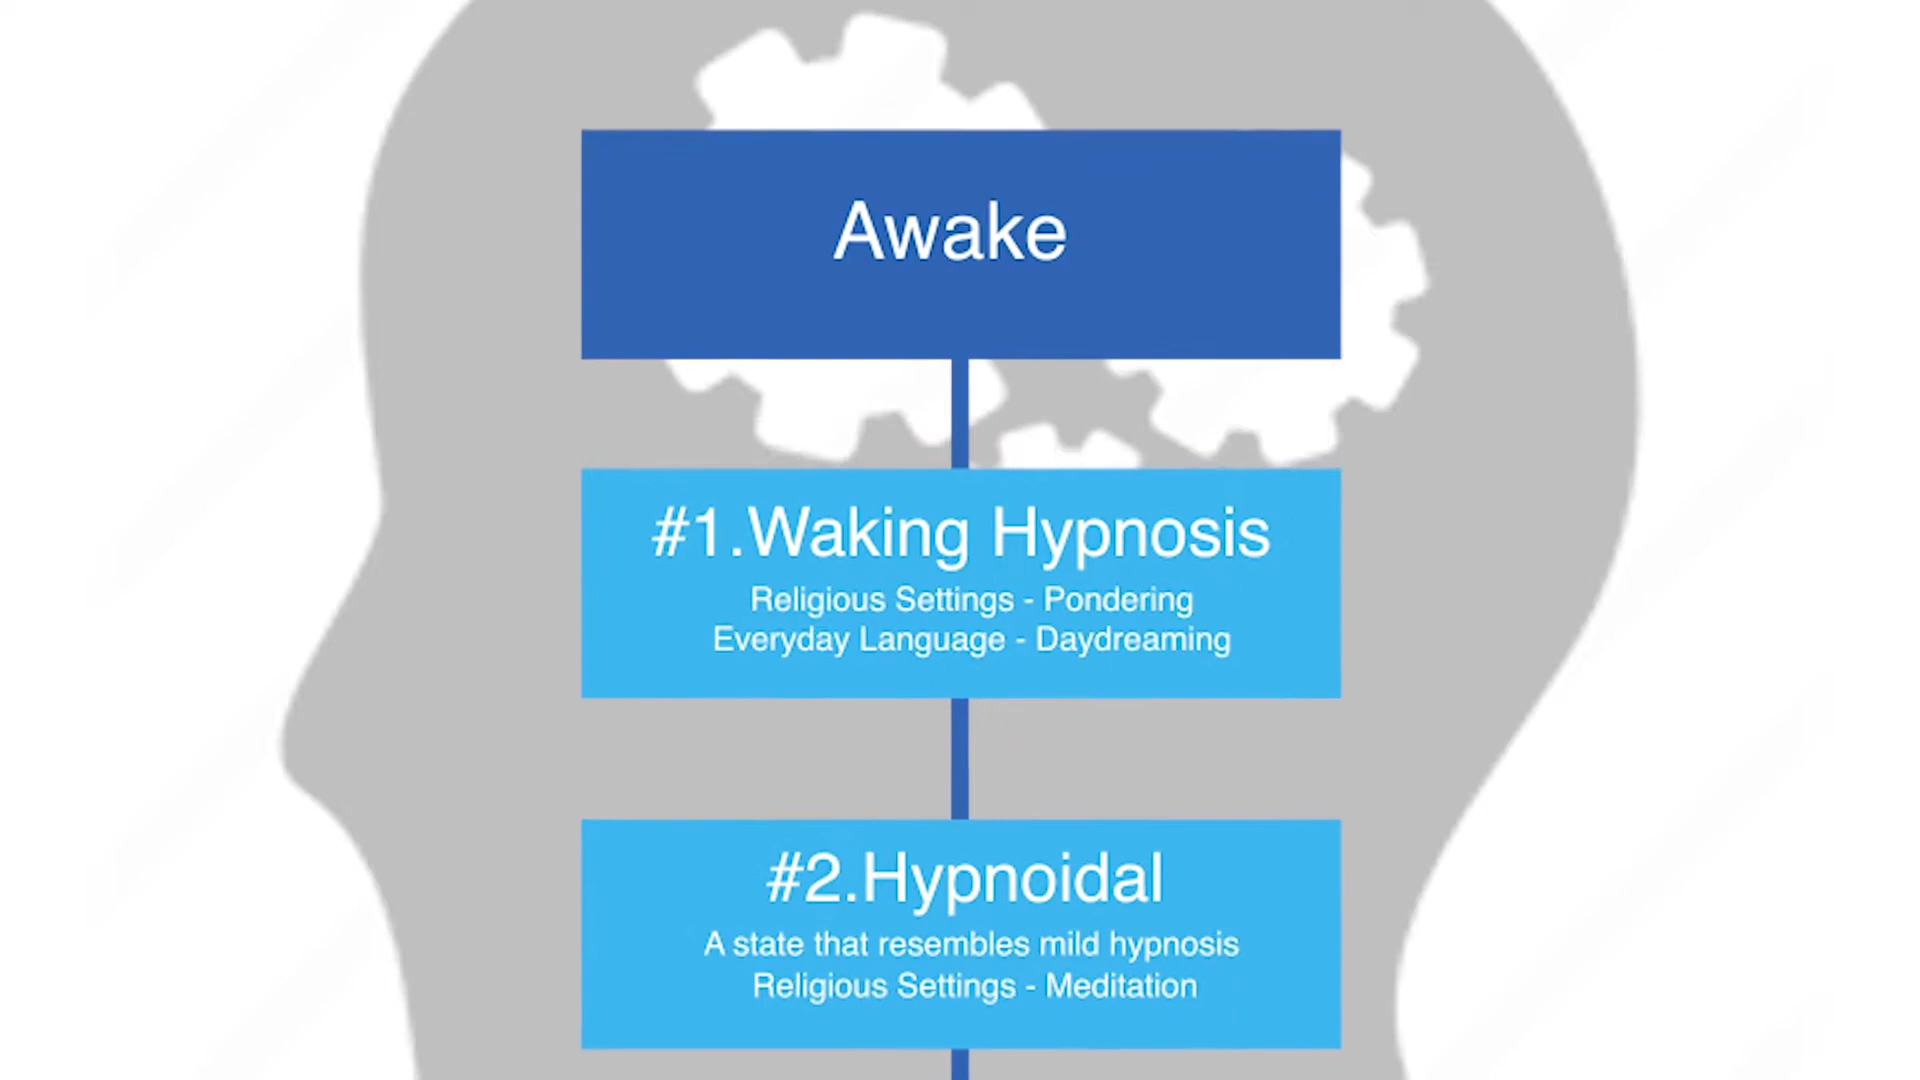 Awake
#1.Waking Hypnosis
Religious Settings - Pondering
Everyday Language - Daydreaming
#2.Hypnoidal
A state that resembles mild hypnosis
Religious Settings - Meditation